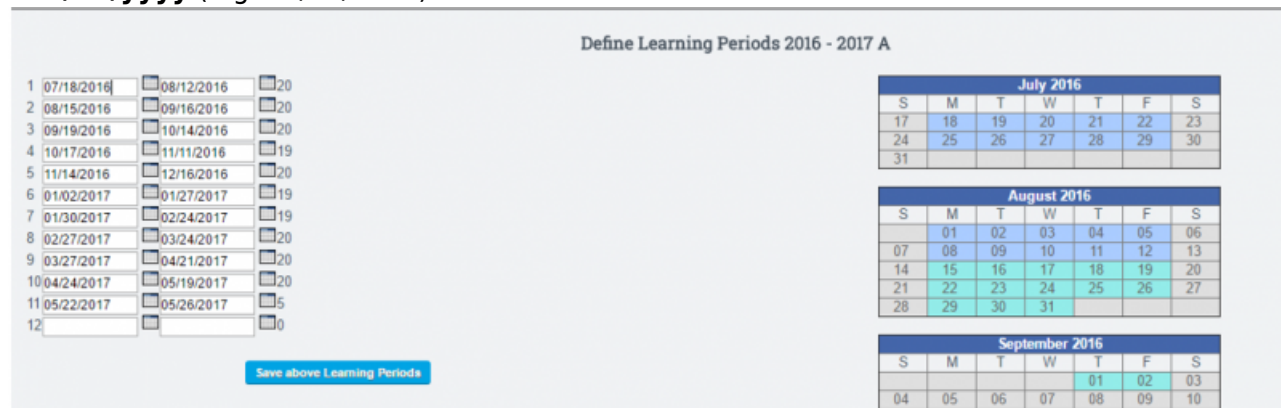 Define Learning Periods 2016 - 2017 A
1 07/18/2016 08/12/2016 20
2 08/15/2016 09/16/2016 20
3 09/19/2016 10/14/2016 20
4 10/17/2016 11/11/2016 19
5 11/14/2016 12/16/2016 20
6 01/02/2017 01/27/2017 19
7 01/30/2017 02/24/2017 19
8 02/27/2017 03/24/2017 20
9 03/27/2017 04/21/2017 20
10 04/24/2017 05/19/2017 20
11 05/22/2017 05/26/2017 5
12 0
Save above Learning Periods
July 2016
S M T W T F S
17 18 19 20 21 22 23
24 25 26 27 28 29 30
31
August 2016
S M T W T F S
01 02 03 04 05 06
07 08 09 10 11 12 13
14 15 16 17 18 19 20
21 22 23 24 25 26 27
28 29 30 31
September 2016
S M T W T F S
01 02 03
04 05 06 07 08 09 10